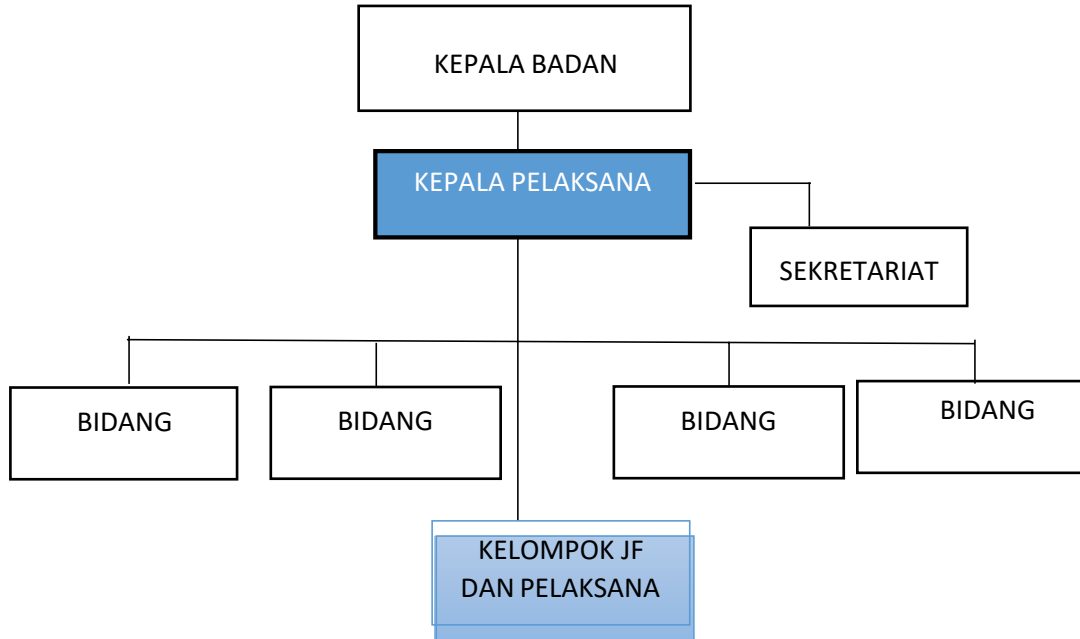 KEPALA BADAN
KEPALA PELAKSANA
SEKRETARIAT
BIDANG
BIDANG
BIDANG
BIDANG
KELOMPOK JF
DAN PELAKSANA